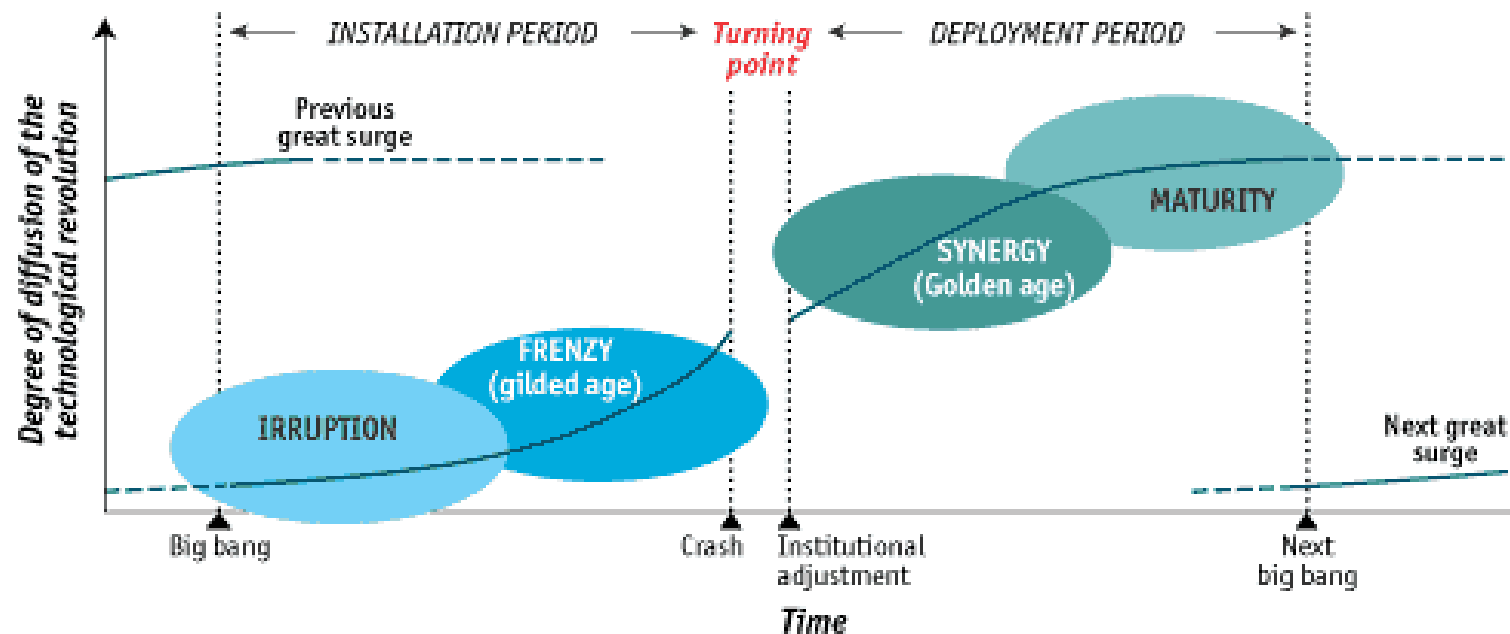 INSTALLATION PERIOD
Turning
point
DEPLOYMENT PERIOD
Degree of diffusion of the
technological revolution
Previous
great surge
MATURITY
SYNERGY
(Golden age)
FRENZY
(gilded age)
IRRUPTION
Next great
surge
Big bang
Crash
Institutional
adjustment
Next
big bang
Time